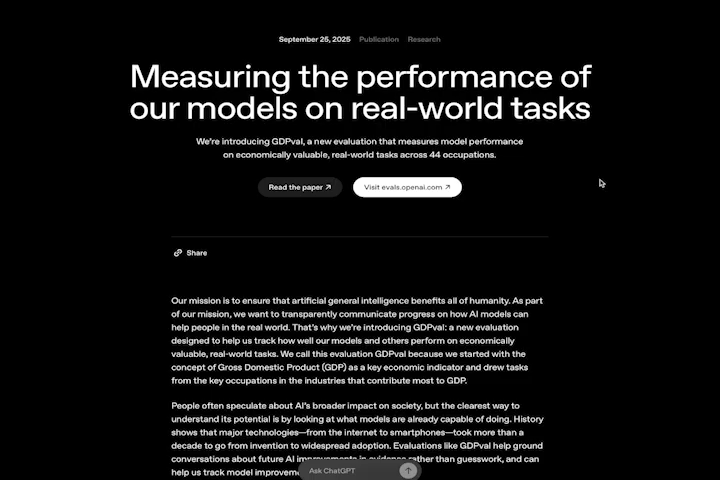 September 25, 2025 Publication Research
Measuring the performance of
our models on real-world tasks
We're introducing GDPval, a new evaluation that measures model performance
on economically valuable, real-world tasks across 44 occupations.
Read the paper ↗ Visit evals.openai.com ↗
Share
Our mission is to ensure that artificial general intelligence benefits all of humanity. As part
of our mission, we want to transparently communicate progress on how AI models can
help people in the real world. That's why we're introducing GDPval: a new evaluation
designed to help us track how well our models and others perform on economically
valuable, real-world tasks. We call this evaluation GDPval because we started with the
concept of Gross Domestic Product (GDP) as a key economic indicator and drew tasks
from the key occupations in the industries that contribute most to GDP.
People often speculate about AI's broader impact on society, but the clearest way to
understand its potential is by looking at what models are already capable of doing. History
shows that major technologies—from the internet to smartphones—took more than a
decade to go from invention to widespread adoption. Evaluations like GDPval help ground
conversations about future AI improvements in evidence rather than guesswork, and can
help us track model improveme
Ask ChatGPT